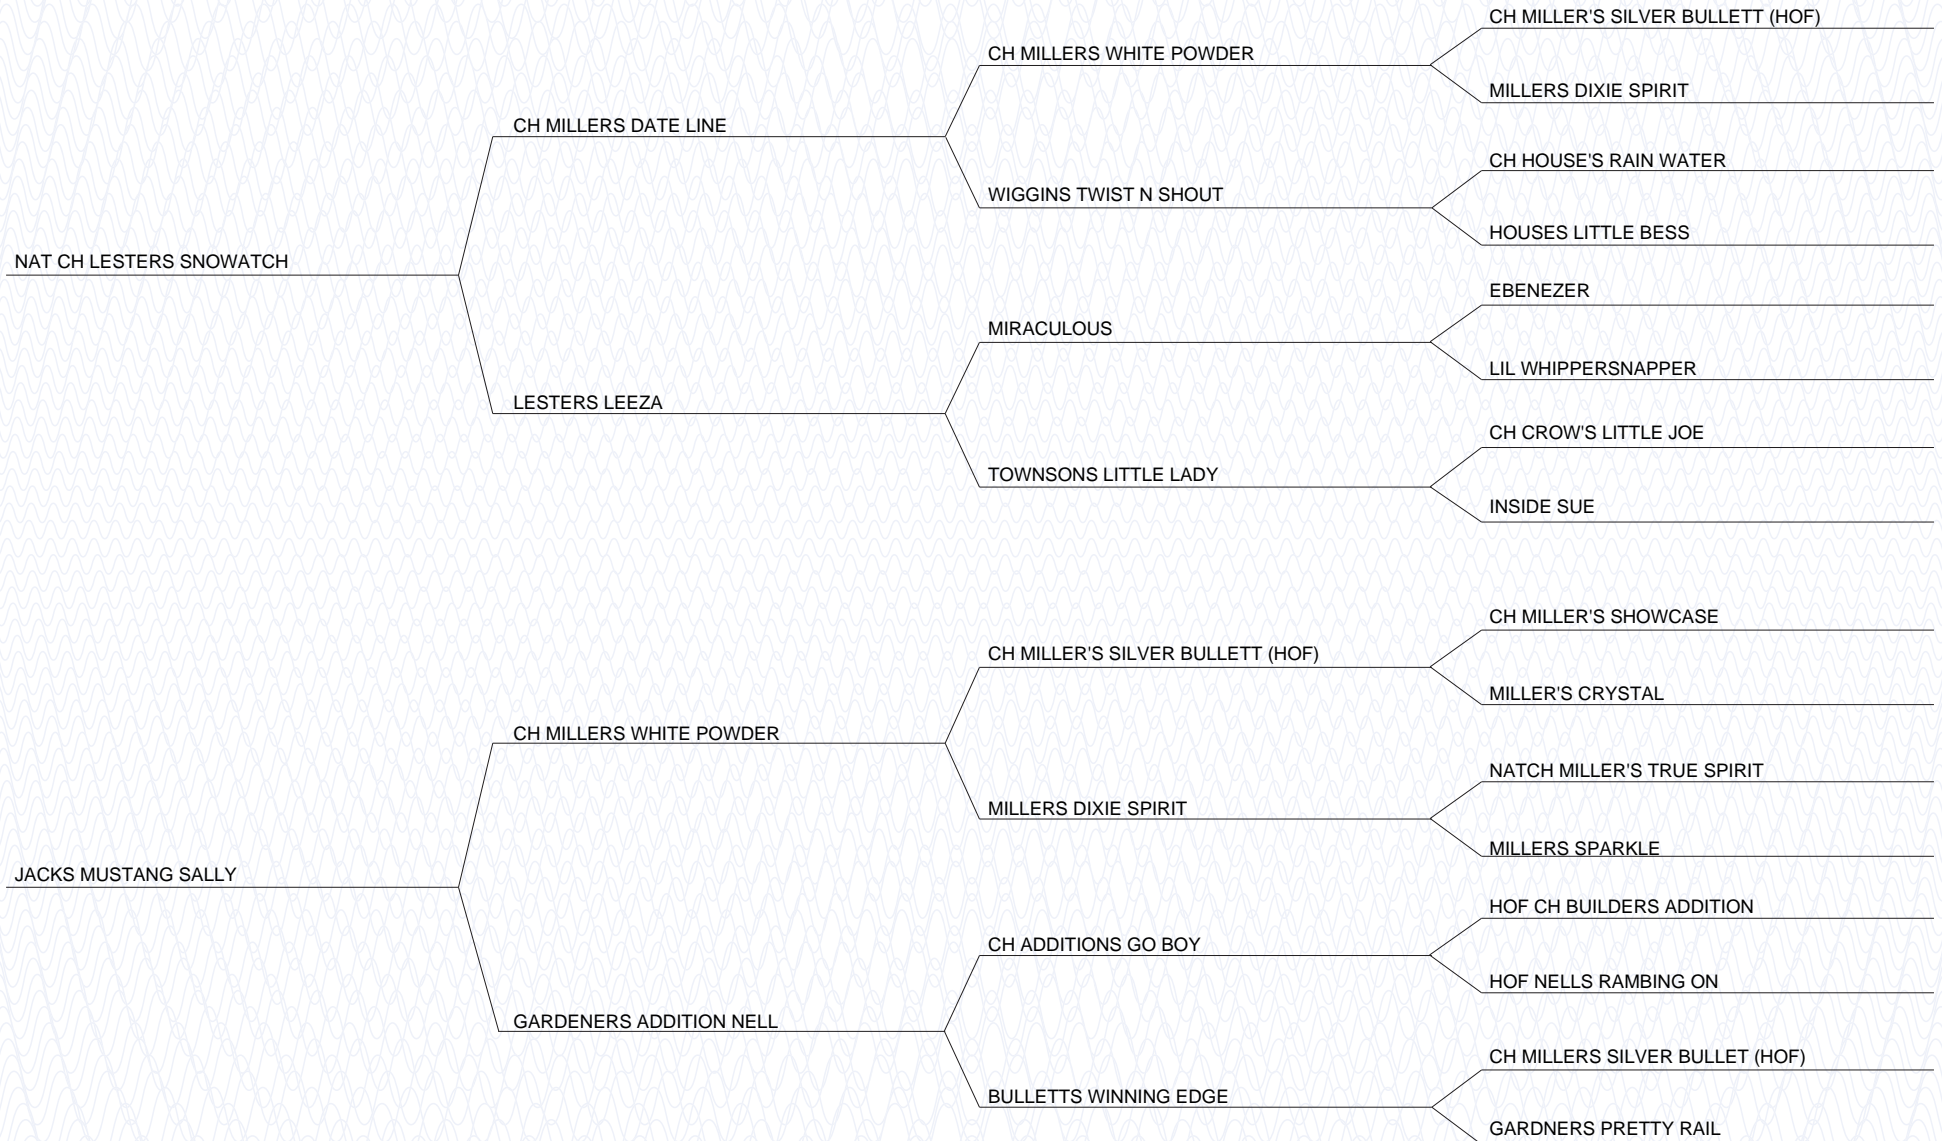 CH MILLER'S SILVER BULLETT (HOF)
CH MILLERS WHITE POWDER
MILLERS DIXIE SPIRIT
CH MILLERS DATE LINE
CH HOUSE'S RAIN WATER
WIGGINS TWIST N SHOUT
HOUSES LITTLE BESS
NAT CH LESTERS SNOWATCH
EBENEZER
MIRACULOUS
LIL WHIPPERSNAPPER
LESTERS LEEZA
CH CROW'S LITTLE JOE
TOWNSONS LITTLE LADY
INSIDE SUE
CH MILLER'S SHOWCASE
CH MILLER'S SILVER BULLETT (HOF)
MILLER'S CRYSTAL
CH MILLERS WHITE POWDER
NATCH MILLER'S TRUE SPIRIT
MILLERS DIXIE SPIRIT
MILLERS SPARKLE
JACKS MUSTANG SALLY
HOF CH BUILDERS ADDITION
CH ADDITIONS GO BOY
HOF NELLS RAMBING ON
GARDENERS ADDITION NELL
CH MILLERS SILVER BULLET (HOF)
BULLETTS WINNING EDGE
GARDNERS PRETTY RAIL